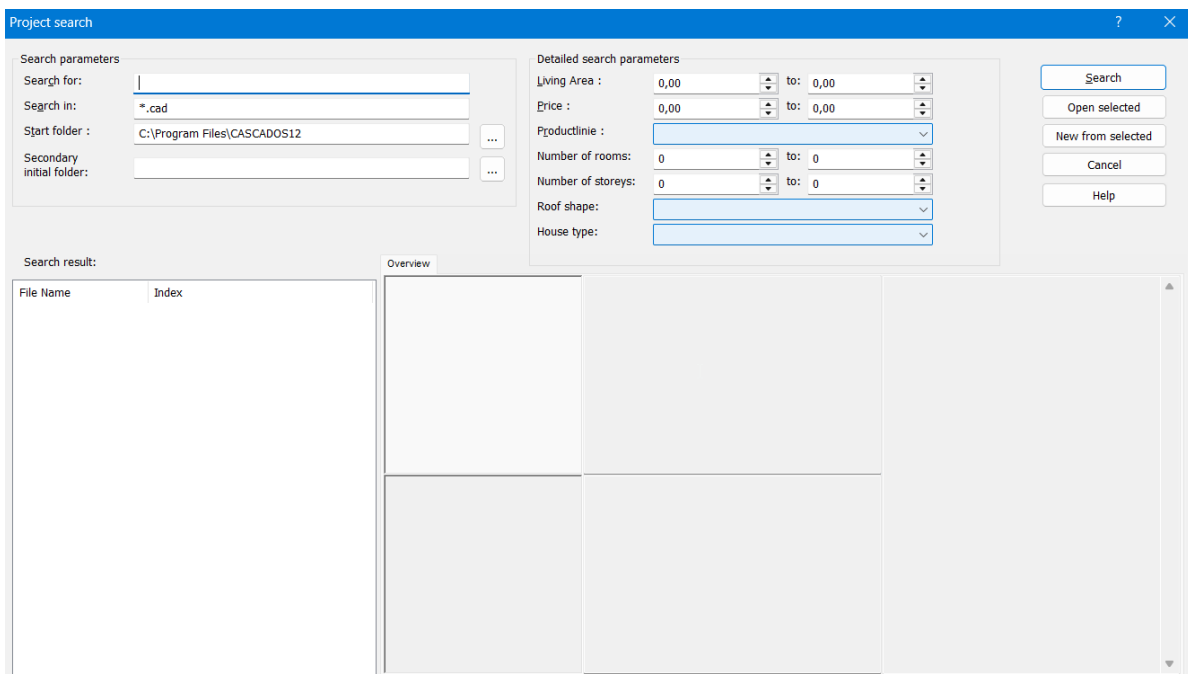 Project search
?
Search parameters
Search for:
Search in:
*.cad
Start folder :
C:\Program Files\CASCADOS12
...
Secondary
initial folder:
...
Detailed search parameters
Living Area :
0,00
to:
0,00
Price :
0,00
to:
0,00
Productlinie :
Number of rooms:
0
to:
0
Number of storeys:
0
to:
0
Roof shape:
House type:
Search
Open selected
New from selected
Cancel
Help
Search result:
File Name
Index
Overview